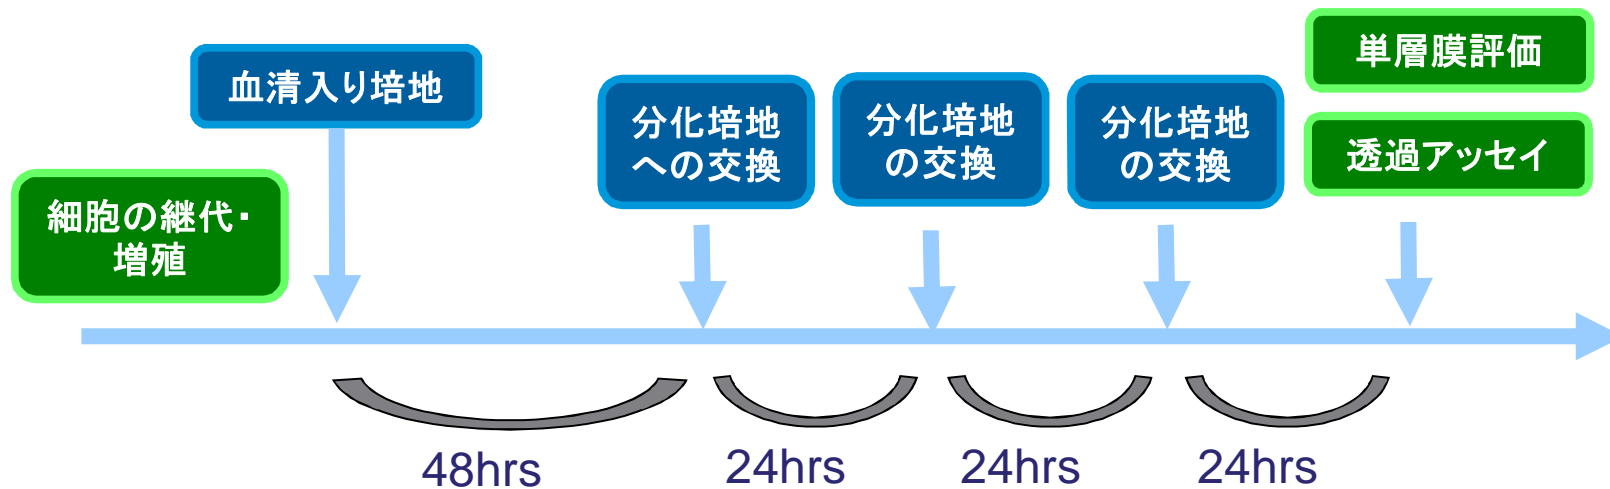 細胞の継代・
増殖
血清入り培地
分化培地
への交換
分化培地
の交換
分化培地
の交換
単層膜評価
透過アッセイ
48hrs
24hrs
24hrs
24hrs